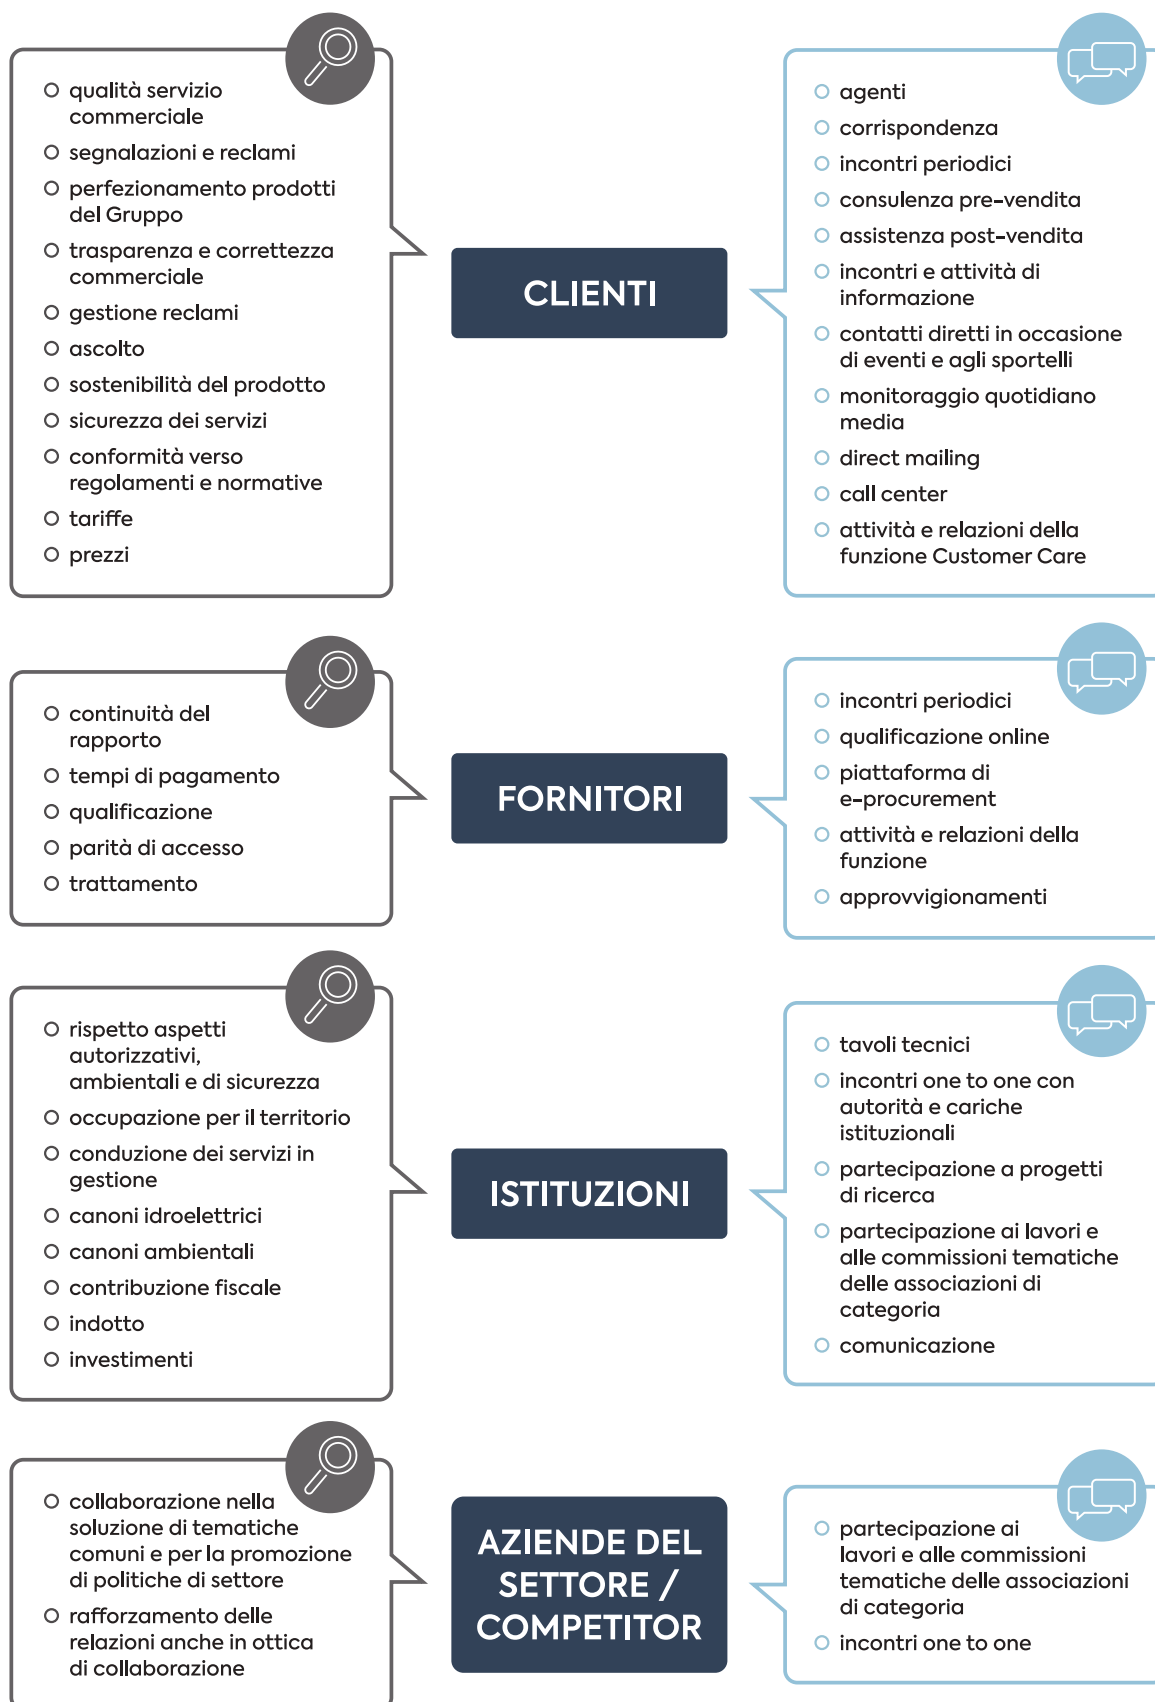 qualità servizio
commerciale
segnalazioni e reclami
perfezionamento prodotti
del Gruppo
trasparenza e correttezza
commerciale
gestione reclami
ascolto
sostenibilità del prodotto
sicurezza dei servizi
conformità verso
regolamenti e normative
tariffe
prezzi
CLIENTI
agenti
corrispondenza
incontri periodici
consulenza pre-vendita
assistenza post-vendita
incontri e attività di
informazione
contatti diretti in occasione
di eventi e agli sportelli
monitoraggio quotidiano
media
direct mailing
call center
attività e relazioni della
funzione Customer Care
continuità del
rapporto
tempi di pagamento
qualificazione
parità di accesso
trattamento
FORNITORI
incontri periodici
qualificazione online
piattaforma di
e-procurement
attività e relazioni della
funzione
approvvigionamenti
rispetto aspetti
autorizzativi,
ambientali e di sicurezza
occupazione per il territorio
conduzione dei servizi in
gestione
canoni idroelettrici
canoni ambientali
contribuzione fiscale
indotto
investimenti
ISTITUZIONI
tavoli tecnici
incontri one to one con
autorità e cariche
istituzionali
partecipazione a progetti
di ricerca
partecipazione ai lavori e
alle commissioni tematiche
delle associazioni di
categoria
comunicazione
collaborazione nella
soluzione di tematiche
comuni e per la promozione
di politiche di settore
rafforzamento delle
relazioni anche in ottica
di collaborazione
AZIENDE DEL
SETTORE /
COMPETITOR
partecipazione ai
lavori e alle commissioni
tematiche delle associazioni
di categoria
incontri one to one